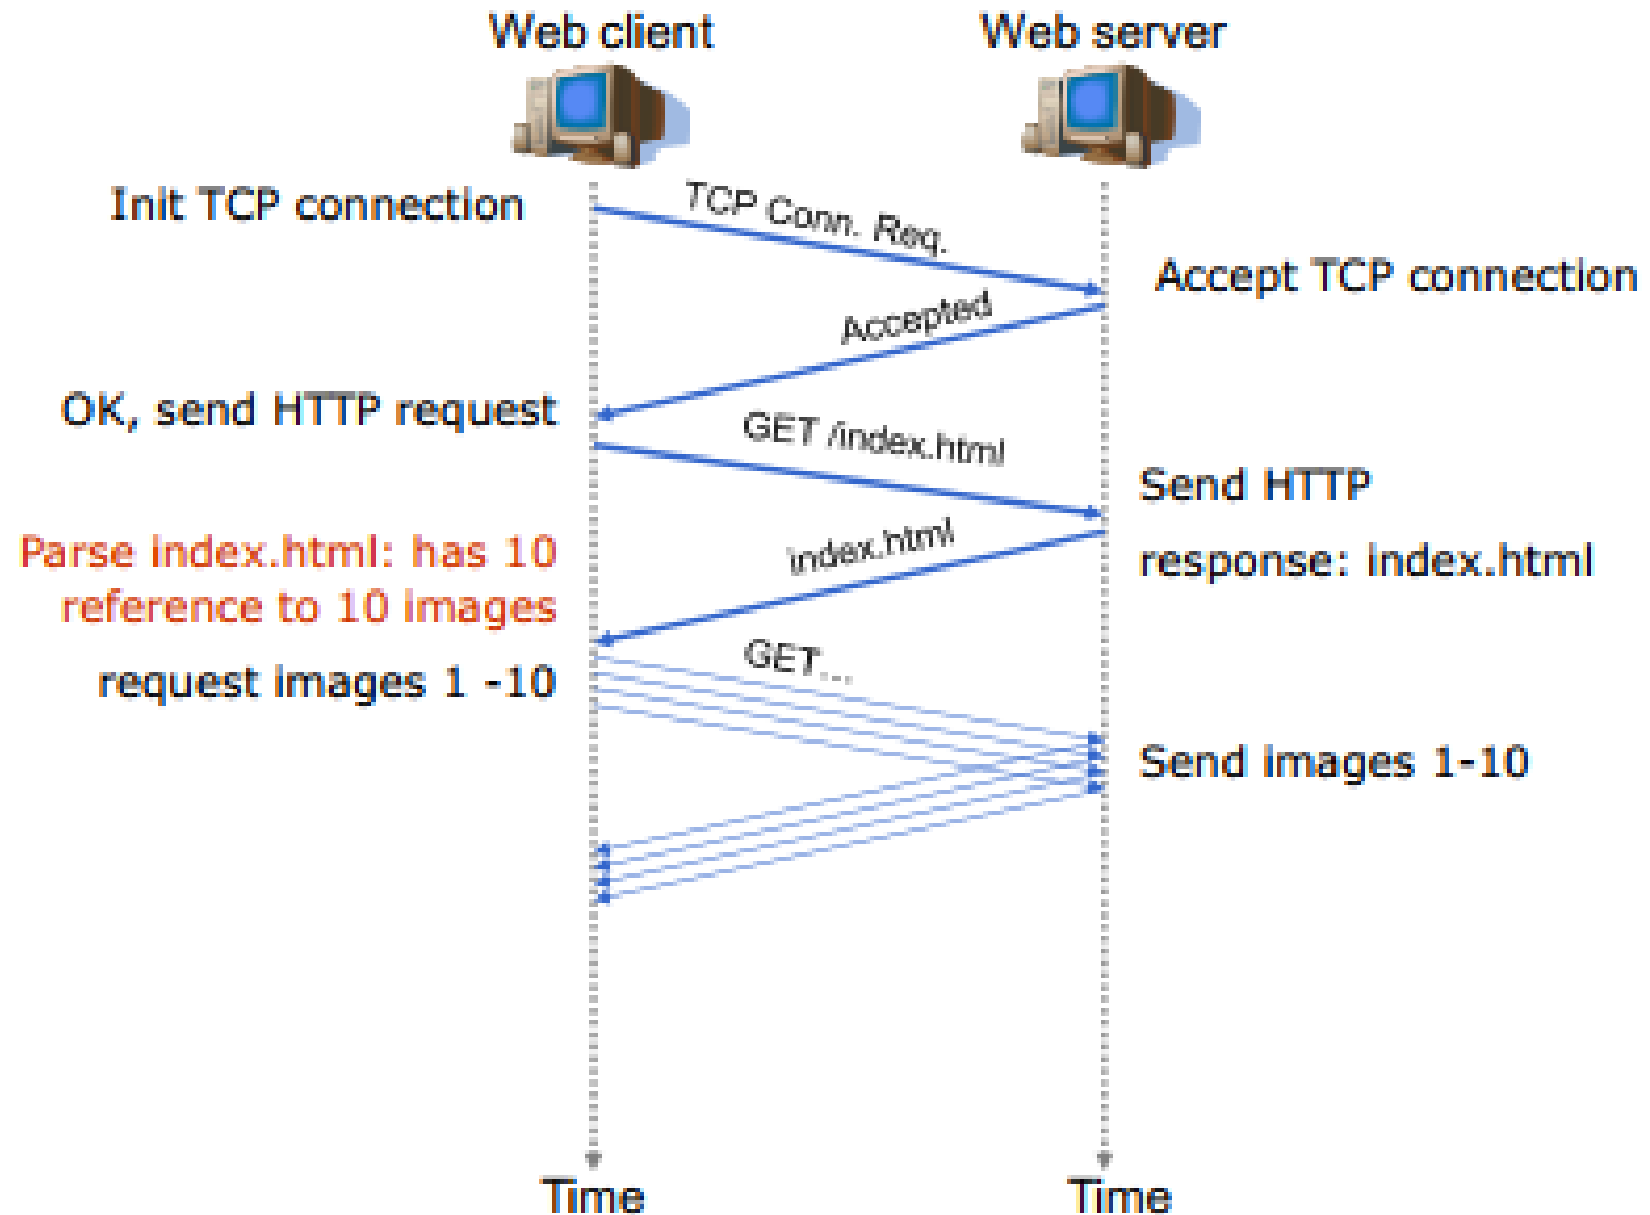 Web client
Web server
Init TCP connection
TCP Conn. Req.
Accept TCP connection
Accepted
OK, send HTTP request
GET /index.html
Send HTTP
response: index.html
index.html
Parse index.html: has 10
reference to 10 images
request images 1 -10
GET...
Send images 1-10
Time
Time